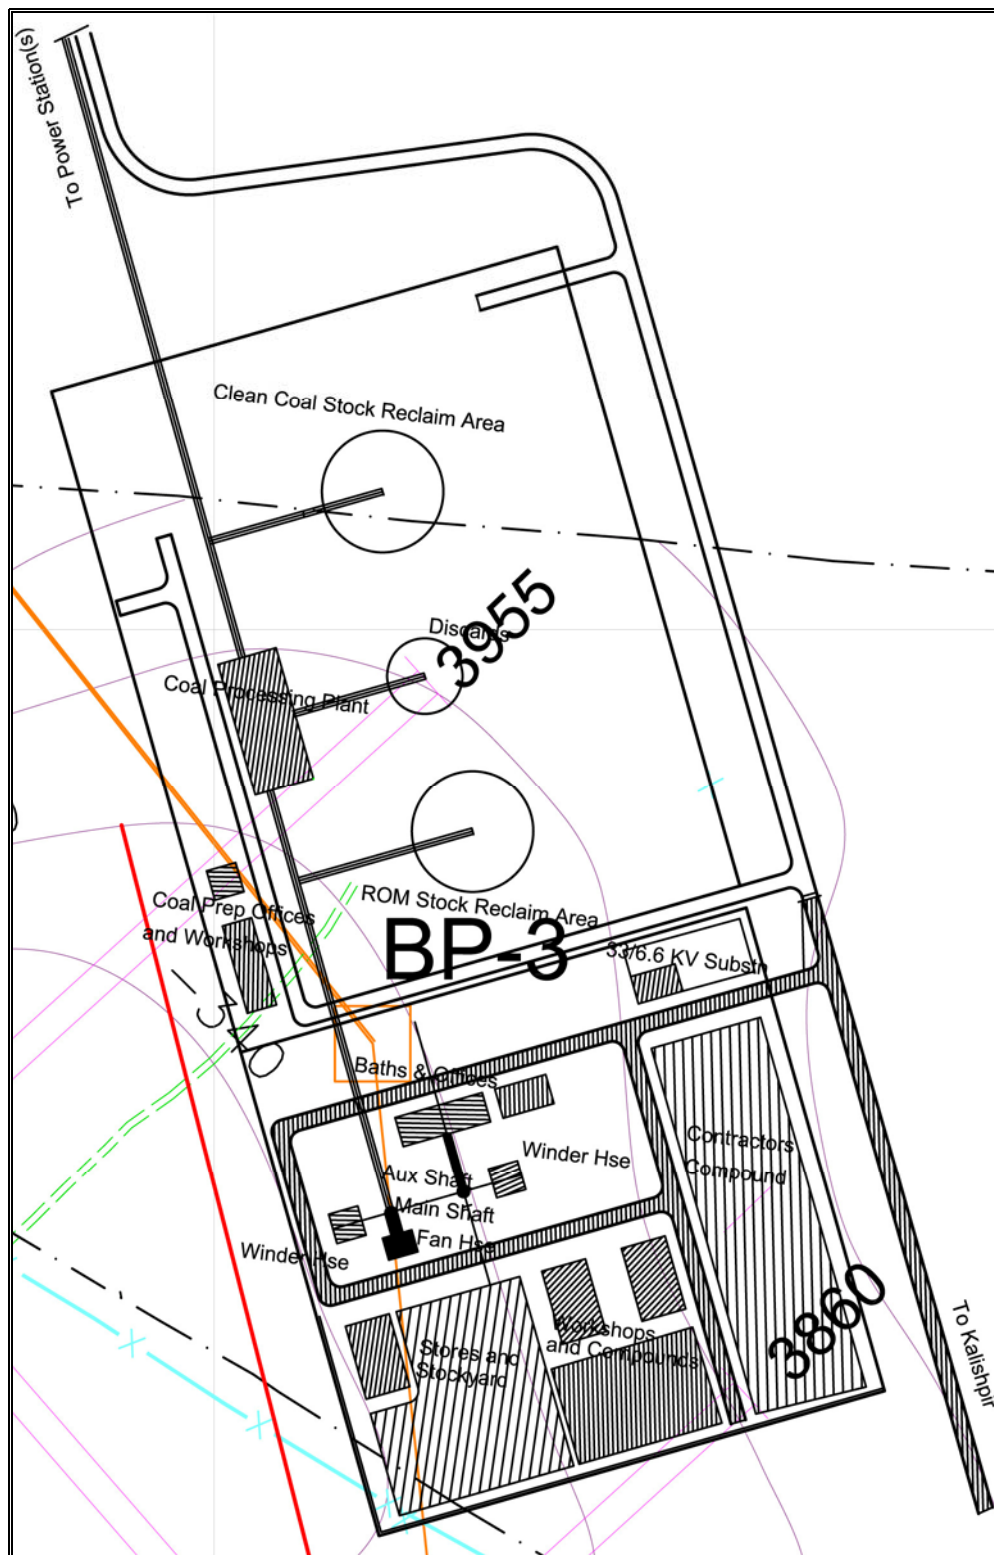 To Power Station(s)
Clean Coal Stock Reclaim Area
3955
Discards
Coal Processing Plant
ROM Stock Reclaim Area
Coal Prep Offices
and Workshops
BP-3
33/6.6 KV Substn
Baths & Offices
Contractors
Compound
Winder Hse
Aux Shaft
Main Shaft
Fan Hse
Winder Hse
3860
Workshops
and Compounds
Stores and
Stockyard
To Kalishpir
X
X
X